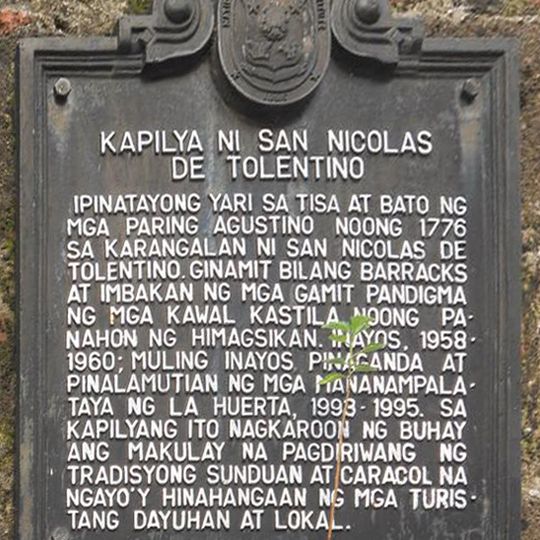 KAPILYA NI SAN NICOLAS
DE TOLENTINO
IPINATAYONG YARI SA TISA AT BATO NG
MGA PARING AGUSTINO NOONG 1776
SA KARANGALAN NI SAN NICOLAS DE
TOLENTINO. GINAMIT BILANG BARRACKS
AT IMBAKAN NG MGA GAMIT PANDIGMA
NG MGA KAWAL KASTILA NOONG PA-
NAHON NG HIMAGSIKAN. INAYOS, 1958-
1960; MULING INAYOS PINAGANDA AT
PINALAMUTIAN NG MGA MANANAMPALA-
TAYA NG LA HUERTA, 1993-1995. SA
KAPILYANG ITO NAGKAROON NG BUHAY
ANG MAKULAY NA PAGDIRIWANG NG
TRADISYONG SUNDUAN AT CARACOL NA
NGAYO'Y HINAHANGAAN NG MGA TURIS-
TANG DAYUHAN AT LOKAL.